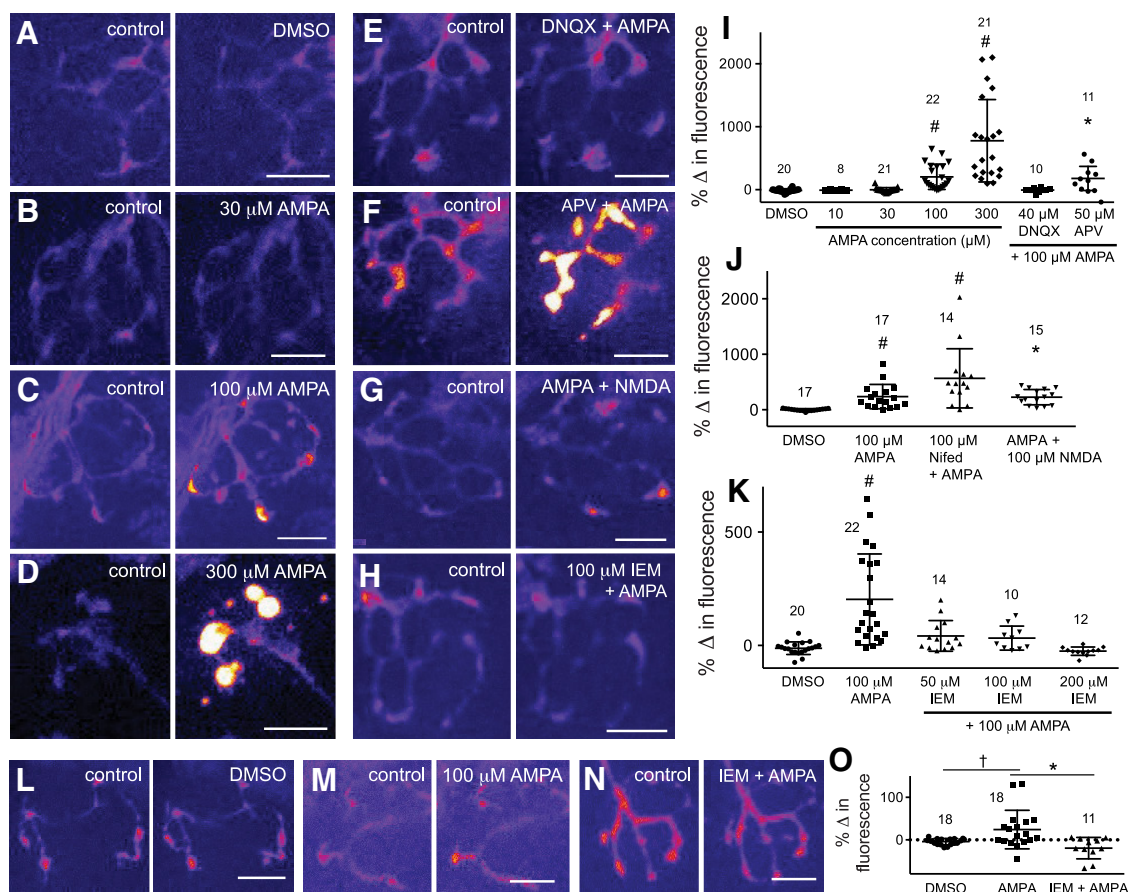 A
control
DMSO
B
control
30 µM AMPA
C
control
100 µM AMPA
D
control
300 µM AMPA
E
control
DNQX + AMPA
F
control
APV + AMPA
G
control
AMPA + NMDA
H
control
100 µM IEM
+ AMPA
I
% Δ in fluorescence
2000
1000
0
20
8
21
22
#
21
#
10
11
*
DMSO
10
30
100
300
40 µM
DNQX
50 µM
APV
AMPA concentration (µM)
+ 100 µM AMPA
J
% Δ in fluorescence
2000
1000
0
17
17
#
14
#
15
*
DMSO
100 µM
AMPA
100 µM
Nifed
+ AMPA
AMPA +
100 µM NMDA
K
% Δ in fluorescence
500
0
20
22
#
14
10
12
DMSO
100 µM
AMPA
50 µM
IEM
100 µM
IEM
200 µM
IEM
+ 100 µM AMPA
L
control
DMSO
M
control
100 µM AMPA
N
control
IEM + AMPA
O
% Δ in
fluorescence
100
0
†
*
18
18
11
DMSO
AMPA
IEM + AMPA